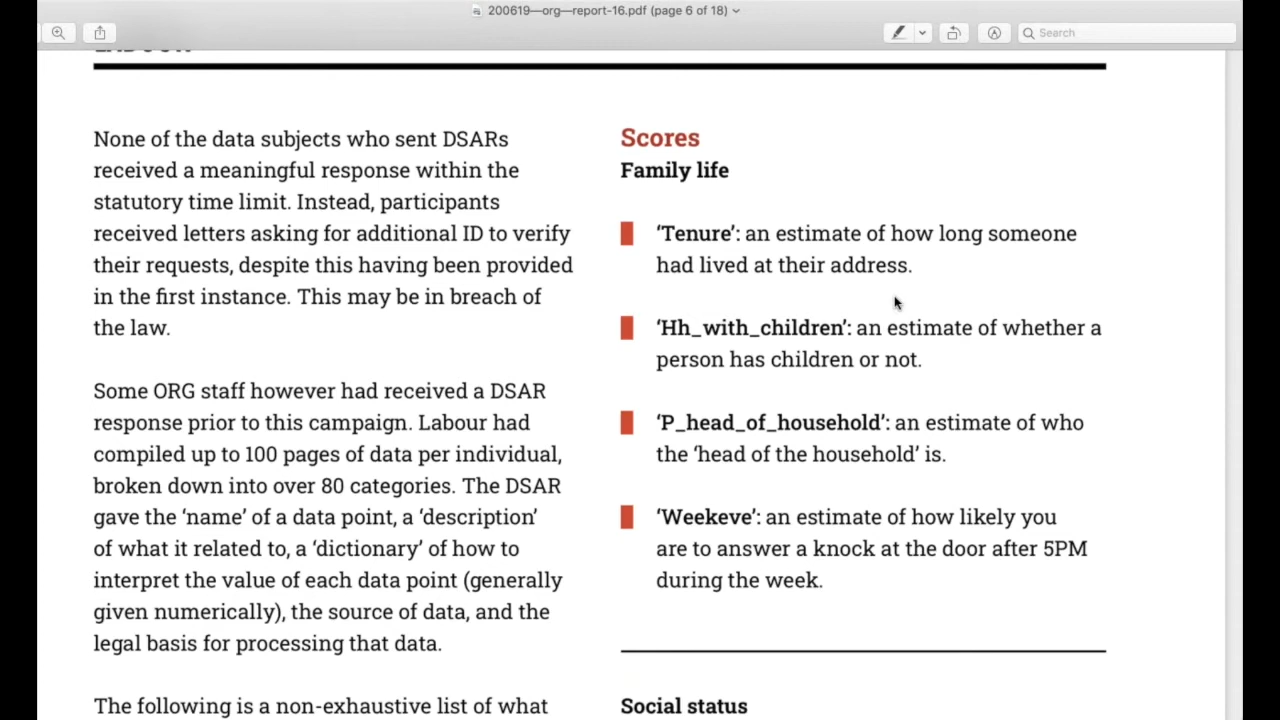 200619—org—report-16.pdf (page 6 of 18)
Search
None of the data subjects who sent DSARs
received a meaningful response within the
statutory time limit. Instead, participants
received letters asking for additional ID to verify
their requests, despite this having been provided
in the first instance. This may be in breach of
the law.
Some ORG staff however had received a DSAR
response prior to this campaign. Labour had
compiled up to 100 pages of data per individual,
broken down into over 80 categories. The DSAR
gave the ‘name’ of a data point, a ‘description’
of what it related to, a ‘dictionary’ of how to
interpret the value of each data point (generally
given numerically), the source of data, and the
legal basis for processing that data.
The following is a non-exhaustive list of what
Scores
Family life
‘Tenure’: an estimate of how long someone
had lived at their address.
‘Hh_with_children’: an estimate of whether a
person has children or not.
‘P_head_of_household’: an estimate of who
the ‘head of the household’ is.
‘Weekeve’: an estimate of how likely you
are to answer a knock at the door after 5PM
during the week.
Social status